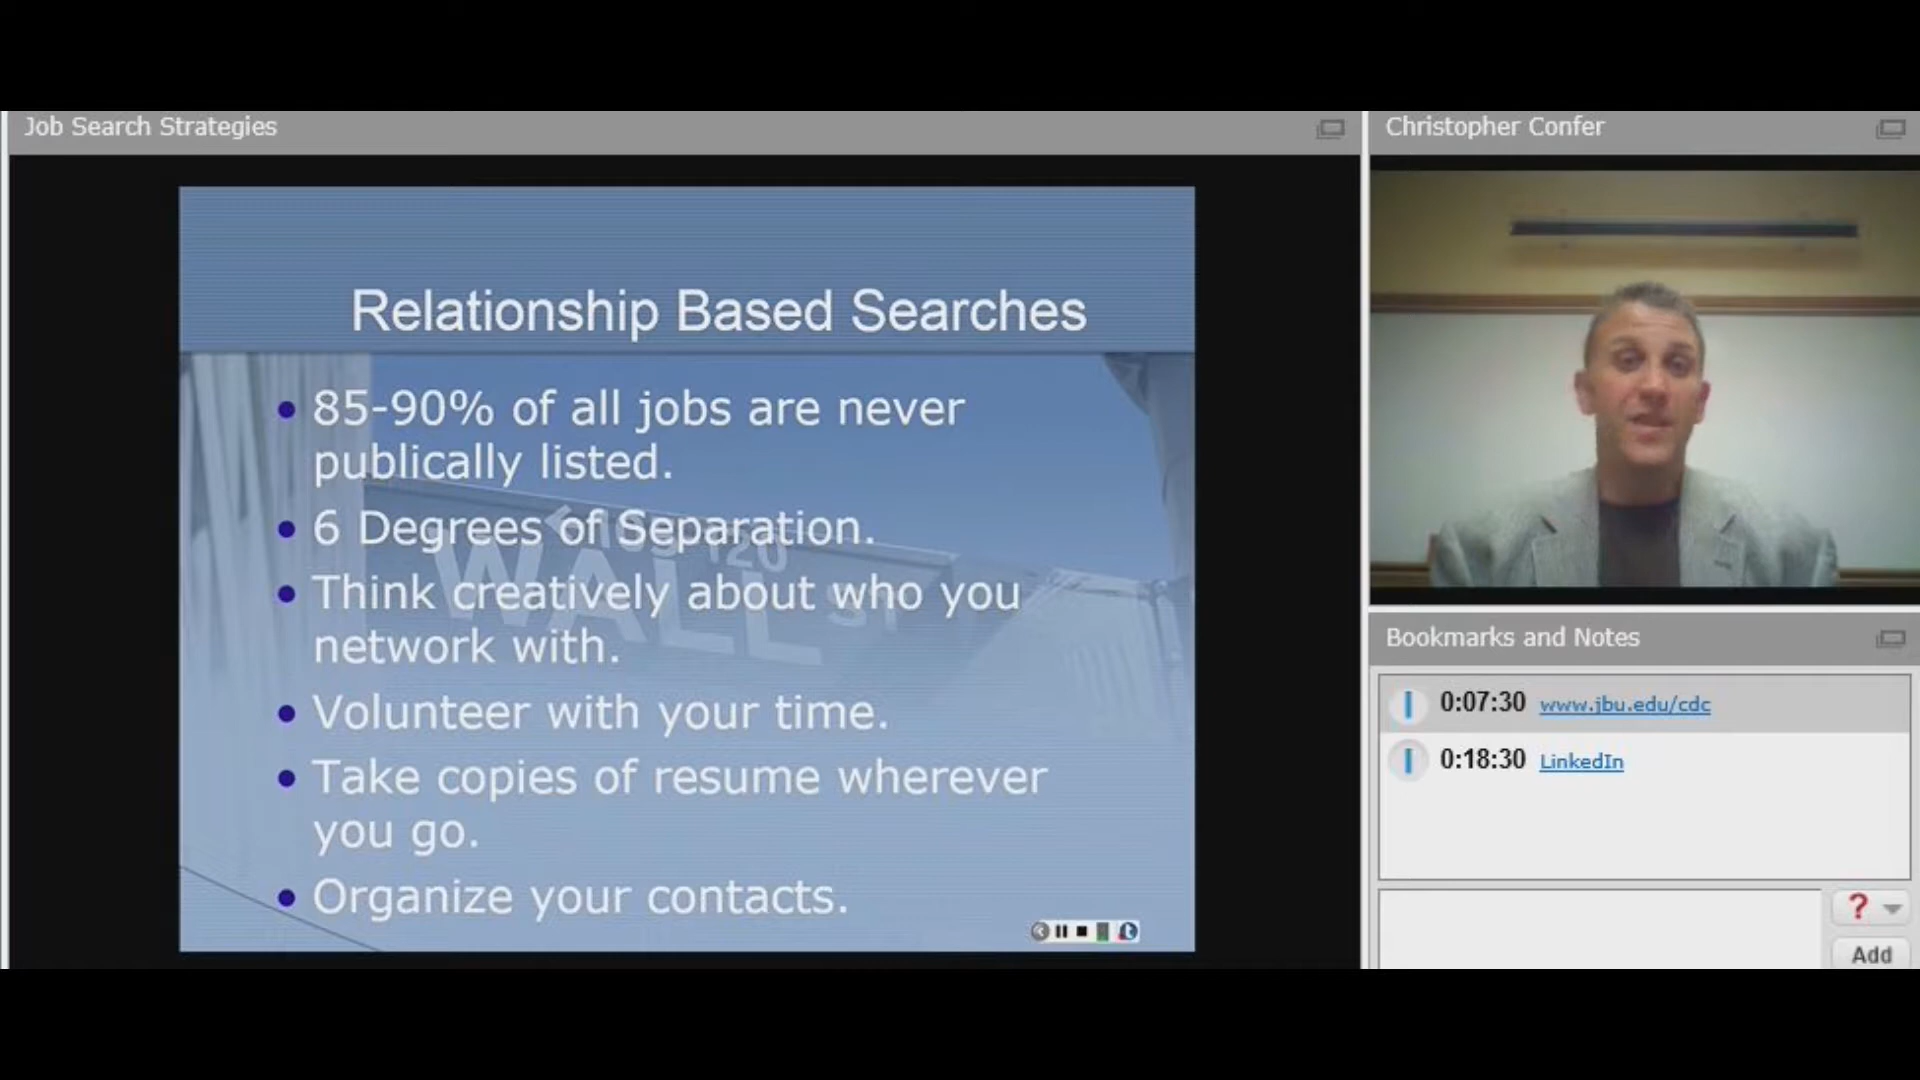 Job Search Strategies
Relationship Based Searches
85-90% of all jobs are never
publically listed.
6 Degrees of Separation.
Think creatively about who you
network with.
Volunteer with your time.
Take copies of resume wherever
you go.
Organize your contacts.
WALL ST
120
Christopher Confer
Bookmarks and Notes
0:07:30 www.jbu.edu/cdc
0:18:30 LinkedIn
?
Add